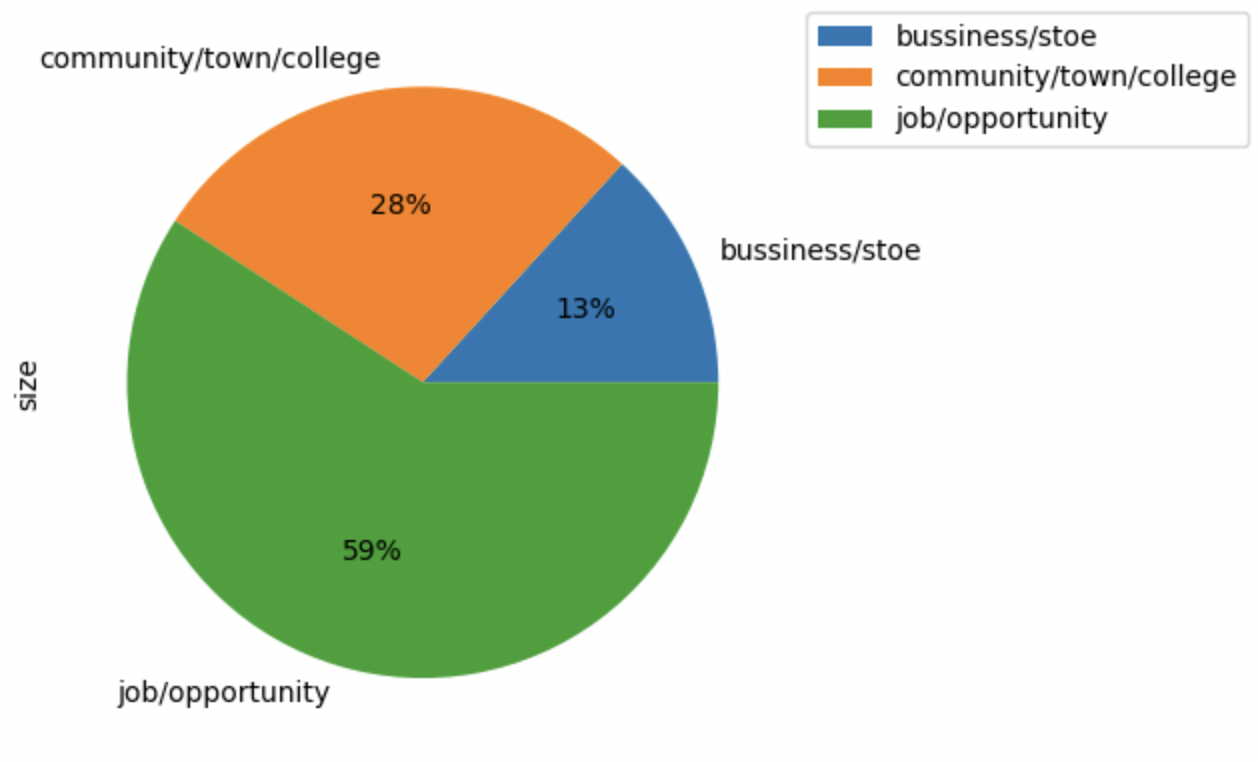 community/town/college
bussiness/stoe
community/town/college
job/opportunity
28%
bussiness/stoe
13%
size
59%
job/opportunity